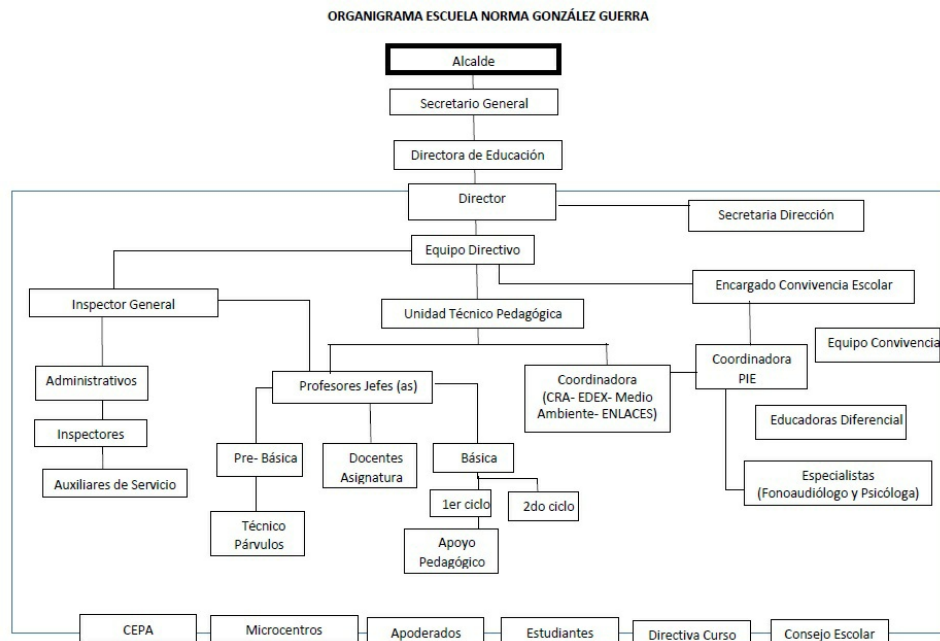 ORGANIGRAMA ESCUELA NORMA GONZÁLEZ GUERRA
Alcalde
Secretario General
Directora de Educación
Director
Secretaria Dirección
Equipo Directivo
Encargado Convivencia Escolar
Inspector General
Unidad Técnico Pedagógica
Equipo Convivencia
Coordinadora
PIE
Administrativos
Profesores Jefes (as)
Coordinadora
(CRA- EDEX- Medio
Ambiente- ENLACES)
Educadoras Diferencial
Inspectores
Pre- Básica
Docentes
Asignatura
Básica
Auxiliares de Servicio
Especialistas
(Fonoaudiólogo y Psicóloga)
1er ciclo
2do ciclo
Técnico
Párvulos
Apoyo
Pedagógico
CEPA
Microcentros
Apoderados
Estudiantes
Directiva Curso
Consejo Escolar